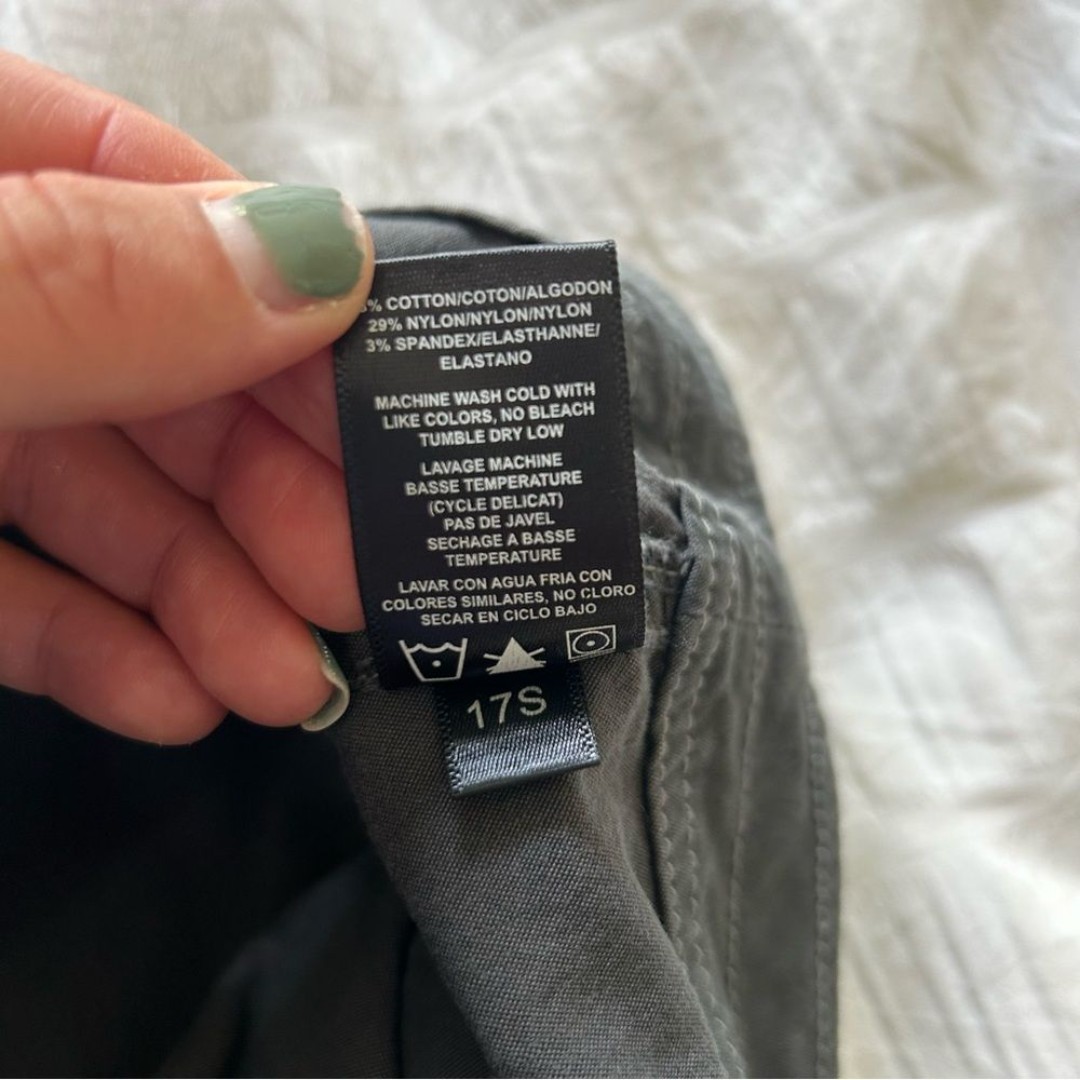 % COTTON/COTON/ALGODON
29% NYLON/NYLON/NYLON
3% SPANDEX/ELASTHANNE/
ELASTANO
MACHINE WASH COLD WITH
LIKE COLORS, NO BLEACH
TUMBLE DRY LOW
LAVAGE MACHINE
BASSE TEMPERATURE
(CYCLE DELICAT)
PAS DE JAVEL
SECHAGE A BASSE
TEMPERATURE
LAVAR CON AGUA FRIA CON
COLORES SIMILARES, NO CLORO
SECAR EN CICLO BAJO
17S